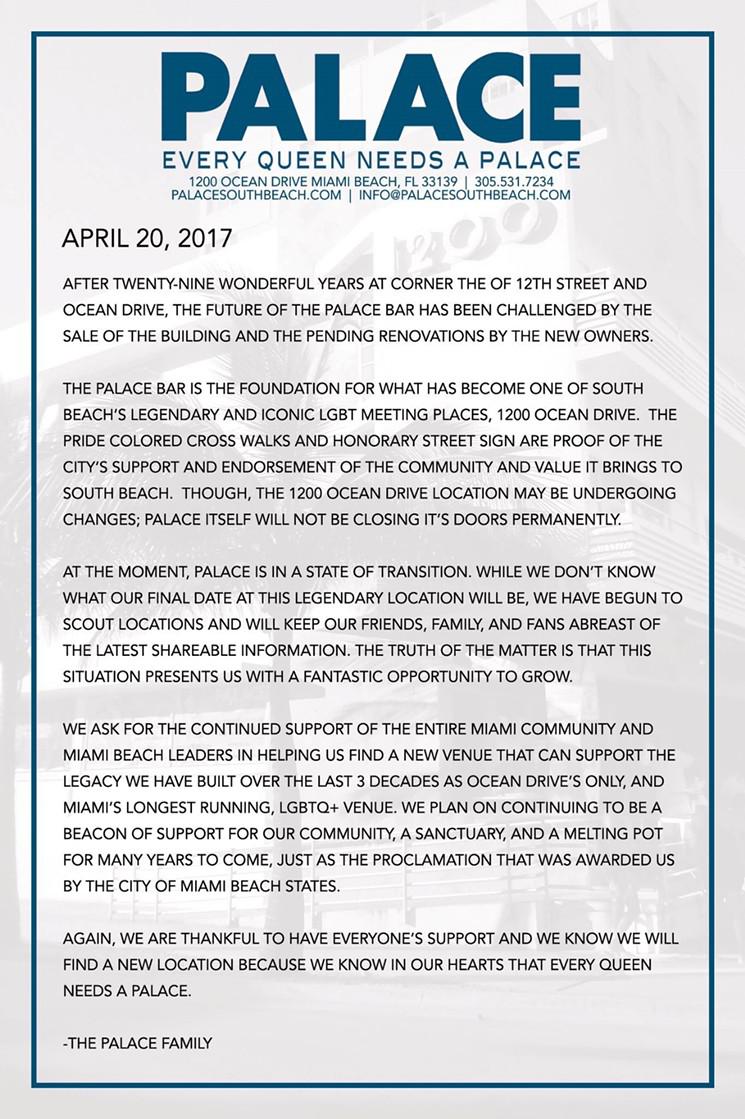 PALACE
EVERY QUEEN NEEDS A PALACE
1200 OCEAN DRIVE MIAMI BEACH, FL 33139 | 305.531.7234
PALACESOUTHBEACH.COM | INFO@PALACESOUTHBEACH.COM
1200
APRIL 20, 2017
AFTER TWENTY-NINE WONDERFUL YEARS AT CORNER THE OF 12TH STREET AND
OCEAN DRIVE, THE FUTURE OF THE PALACE BAR HAS BEEN CHALLENGED BY THE
SALE OF THE BUILDING AND THE PENDING RENOVATIONS BY THE NEW OWNERS.
THE PALACE BAR IS THE FOUNDATION FOR WHAT HAS BECOME ONE OF SOUTH
BEACH'S LEGENDARY AND ICONIC LGBT MEETING PLACES, 1200 OCEAN DRIVE.  THE
PRIDE COLORED CROSS WALKS AND HONORARY STREET SIGN ARE PROOF OF THE
CITY'S SUPPORT AND ENDORSEMENT OF THE COMMUNITY AND VALUE IT BRINGS TO
SOUTH BEACH.  THOUGH, THE 1200 OCEAN DRIVE LOCATION MAY BE UNDERGOING
CHANGES; PALACE ITSELF WILL NOT BE CLOSING IT'S DOORS PERMANENTLY.
AT THE MOMENT, PALACE IS IN A STATE OF TRANSITION. WHILE WE DON'T KNOW
WHAT OUR FINAL DATE AT THIS LEGENDARY LOCATION WILL BE, WE HAVE BEGUN TO
SCOUT LOCATIONS AND WILL KEEP OUR FRIENDS, FAMILY, AND FANS ABREAST OF
THE LATEST SHAREABLE INFORMATION. THE TRUTH OF THE MATTER IS THAT THIS
SITUATION PRESENTS US WITH A FANTASTIC OPPORTUNITY TO GROW.
WE ASK FOR THE CONTINUED SUPPORT OF THE ENTIRE MIAMI COMMUNITY AND
MIAMI BEACH LEADERS IN HELPING US FIND A NEW VENUE THAT CAN SUPPORT THE
LEGACY WE HAVE BUILT OVER THE LAST 3 DECADES AS OCEAN DRIVE'S ONLY, AND
MIAMI'S LONGEST RUNNING, LGBTQ+ VENUE. WE PLAN ON CONTINUING TO BE A
BEACON OF SUPPORT FOR OUR COMMUNITY, A SANCTUARY, AND A MELTING POT
FOR MANY YEARS TO COME, JUST AS THE PROCLAMATION THAT WAS AWARDED US
BY THE CITY OF MIAMI BEACH STATES.
AGAIN, WE ARE THANKFUL TO HAVE EVERYONE'S SUPPORT AND WE KNOW WE WILL
FIND A NEW LOCATION BECAUSE WE KNOW IN OUR HEARTS THAT EVERY QUEEN
NEEDS A PALACE.
-THE PALACE FAMILY